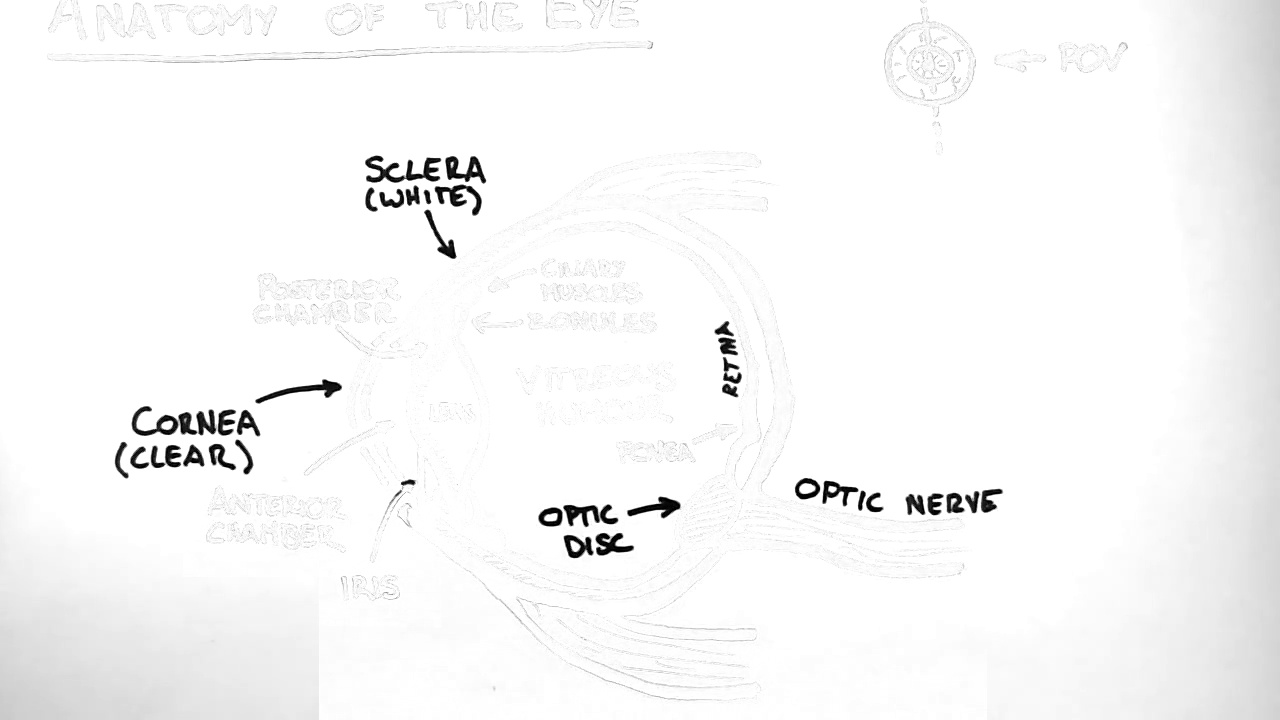 ANATOMY OF THE EYE
POV
SCLERA
(WHITE)
POSTERIOR
CHAMBER
CILIARY
MUSCLES
ZONULES
RETINA
VITREOUS
HUMOUR
LENS
CORNEA
(CLEAR)
FOVEA
ANTERIOR
CHAMBER
OPTIC
DISC
OPTIC NERVE
IRIS